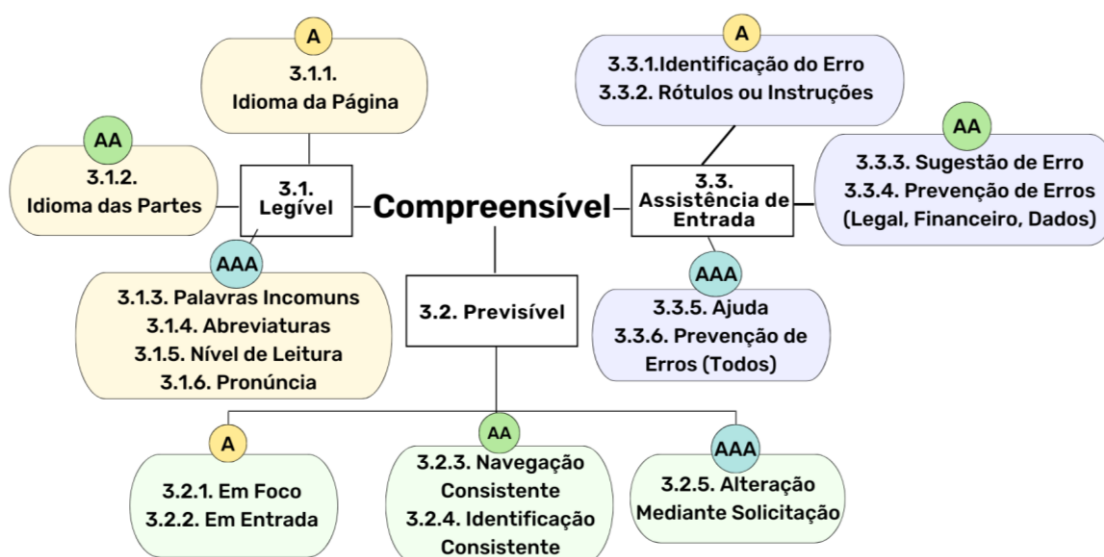 A
3.1.1.
Idioma da Página
AA
3.1.2.
Idioma das Partes
3.1.
Legível
AAA
3.1.3. Palavras Incomuns
3.1.4. Abreviaturas
3.1.5. Nível de Leitura
3.1.6. Pronúncia
Compreensível
3.2. Previsível
A
3.2.1. Em Foco
3.2.2. Em Entrada
AA
3.2.3. Navegação
Consistente
3.2.4. Identificação
Consistente
AAA
3.2.5. Alteração
Mediante Solicitação
3.3.
Assistência de
Entrada
A
3.3.1.Identificação do Erro
3.3.2. Rótulos ou Instruções
AA
3.3.3. Sugestão de Erro
3.3.4. Prevenção de Erros
(Legal, Financeiro, Dados)
AAA
3.3.5. Ajuda
3.3.6. Prevenção de
Erros (Todos)